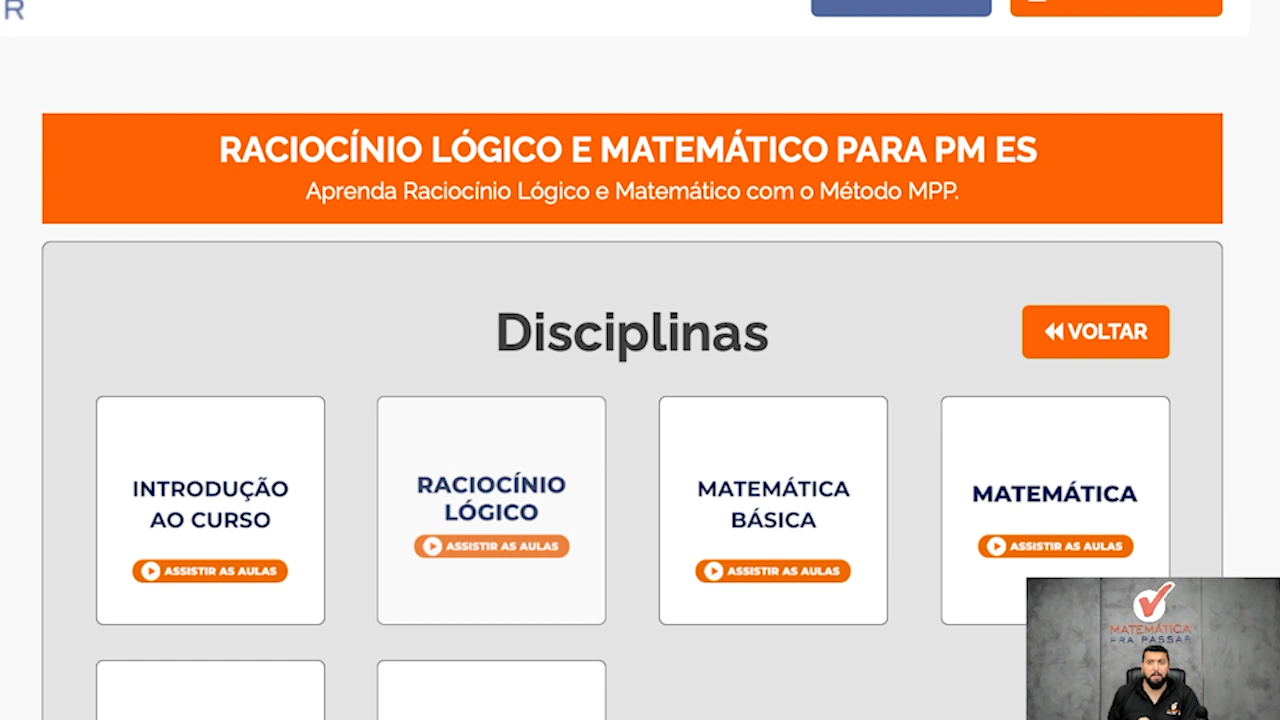 R
RACIOCÍNIO LÓGICO E MATEMÁTICO PARA PM ES
Aprenda Raciocínio Lógico e Matemático com o Método MPP.
Disciplinas
VOLTAR
INTRODUÇÃO
AO CURSO
ASSISTIR AS AULAS
RACIOCÍNIO
LÓGICO
ASSISTIR AS AULAS
MATEMÁTICA
BÁSICA
ASSISTIR AS AULAS
MATEMÁTICA
ASSISTIR AS AULAS
MATEMÁTICA
PRA PASSAR